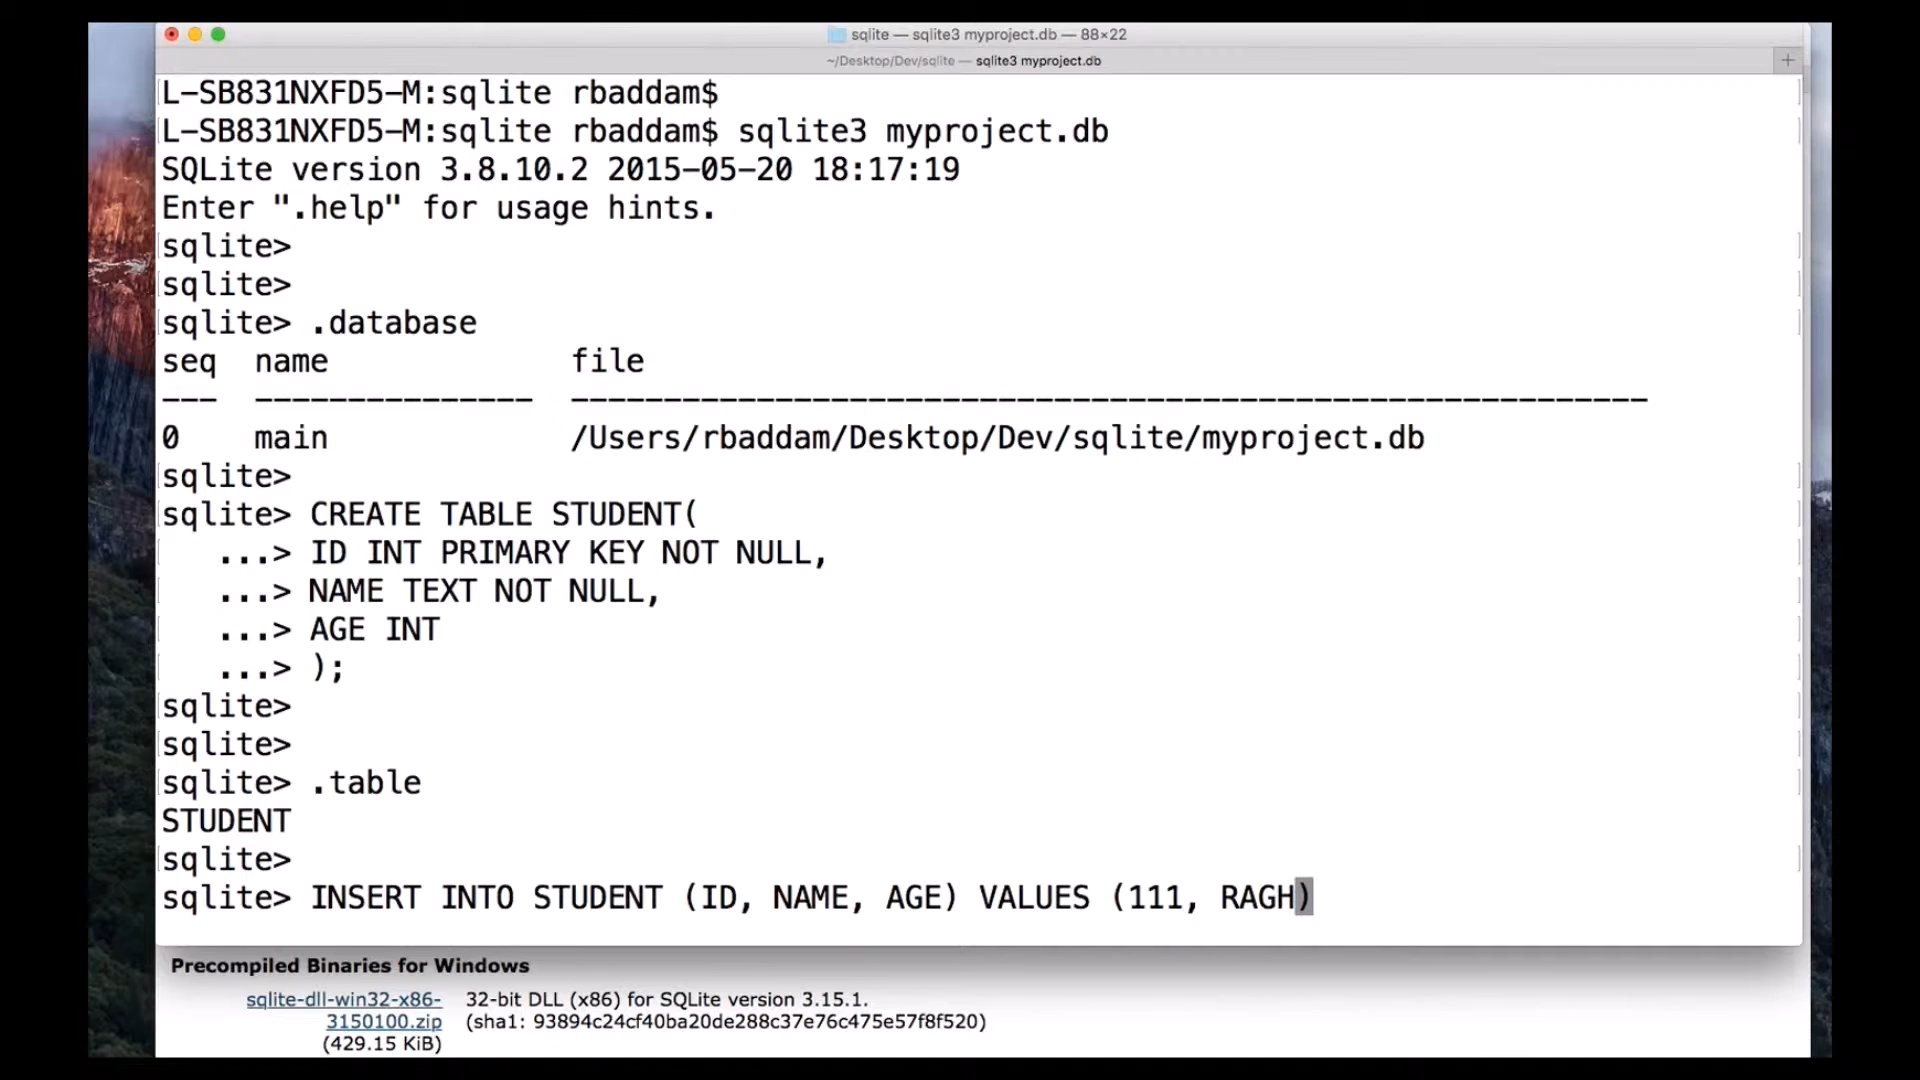 sqlite — sqlite3 myproject.db — 88×22
~/Desktop/Dev/sqlite — sqlite3 myproject.db
L-SB831NXFD5-M:sqlite rbaddam$
L-SB831NXFD5-M:sqlite rbaddam$ sqlite3 myproject.db
SQLite version 3.8.10.2 2015-05-20 18:17:19
Enter ".help" for usage hints.
sqlite>
sqlite>
sqlite> .database
seq  name             file
---  ---------------  ----------------------------------------------------------
0    main             /Users/rbaddam/Desktop/Dev/sqlite/myproject.db
sqlite>
sqlite> CREATE TABLE STUDENT(
   ...> ID INT PRIMARY KEY NOT NULL,
   ...> NAME TEXT NOT NULL,
   ...> AGE INT
   ...> );
sqlite>
sqlite>
sqlite> .table
STUDENT
sqlite>
sqlite> INSERT INTO STUDENT (ID, NAME, AGE) VALUES (111, RAGH)
Precompiled Binaries for Windows
sqlite-dll-win32-x86- 32-bit DLL (x86) for SQLite version 3.15.1.
3150100.zip (sha1: 93894c24cf40ba20de288c37e76c475e57f8f520)
(429.15 KiB)